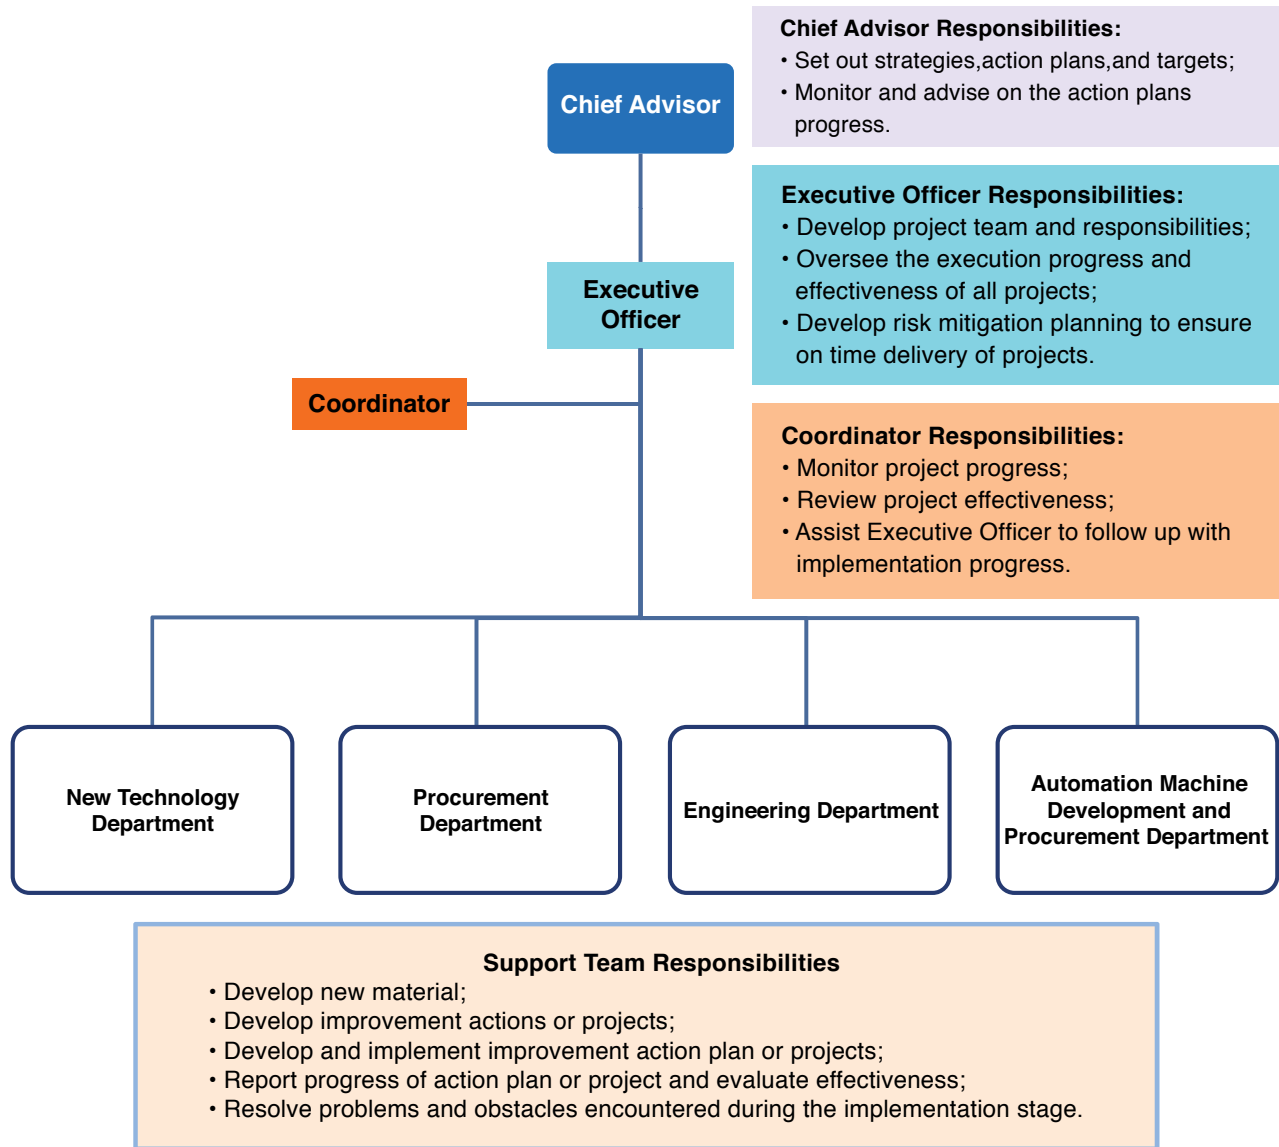 Chief Advisor
Chief Advisor Responsibilities:
• Set out strategies,action plans,and targets;
• Monitor and advise on the action plans
progress.
Executive
Officer
Executive Officer Responsibilities:
• Develop project team and responsibilities;
• Oversee the execution progress and
effectiveness of all projects;
• Develop risk mitigation planning to ensure
on time delivery of projects.
Coordinator
Coordinator Responsibilities:
• Monitor project progress;
• Review project effectiveness;
• Assist Executive Officer to follow up with
implementation progress.
New Technology
Department
Procurement
Department
Engineering Department
Automation Machine
Development and
Procurement Department
Support Team Responsibilities
• Develop new material;
• Develop improvement actions or projects;
• Develop and implement improvement action plan or projects;
• Report progress of action plan or project and evaluate effectiveness;
• Resolve problems and obstacles encountered during the implementation stage.